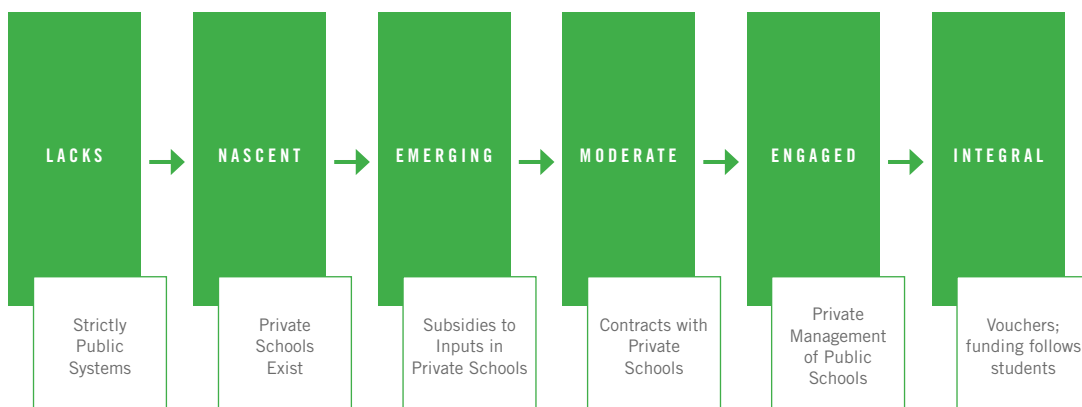 LACKS
NASCENT
EMERGING
MODERATE
ENGAGED
INTEGRAL
Strictly
Public
Systems
Private
Schools
Exist
Subsidies to
Inputs in
Private Schools
Contracts with
Private
Schools
Private
Management
of Public
Schools
Vouchers;
funding follows
students